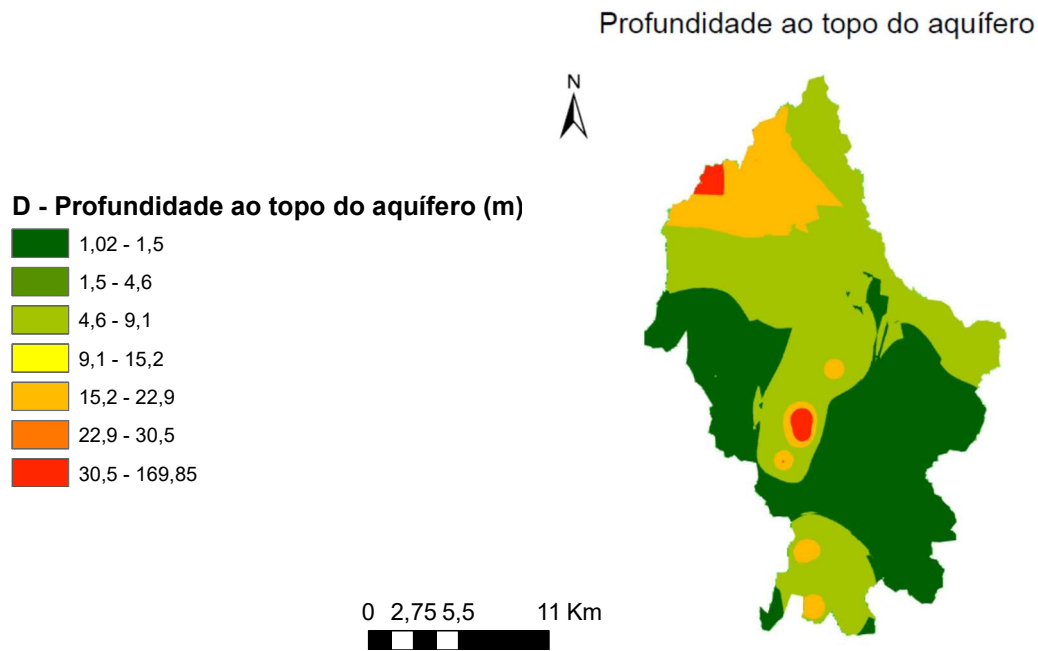 Profundidade ao topo do aquífero
N
D - Profundidade ao topo do aquífero (m)
1,02 - 1,5
1,5 - 4,6
4,6 - 9,1
9,1 - 15,2
15,2 - 22,9
22,9 - 30,5
30,5 - 169,85
0 2,75 5,5 11 Km